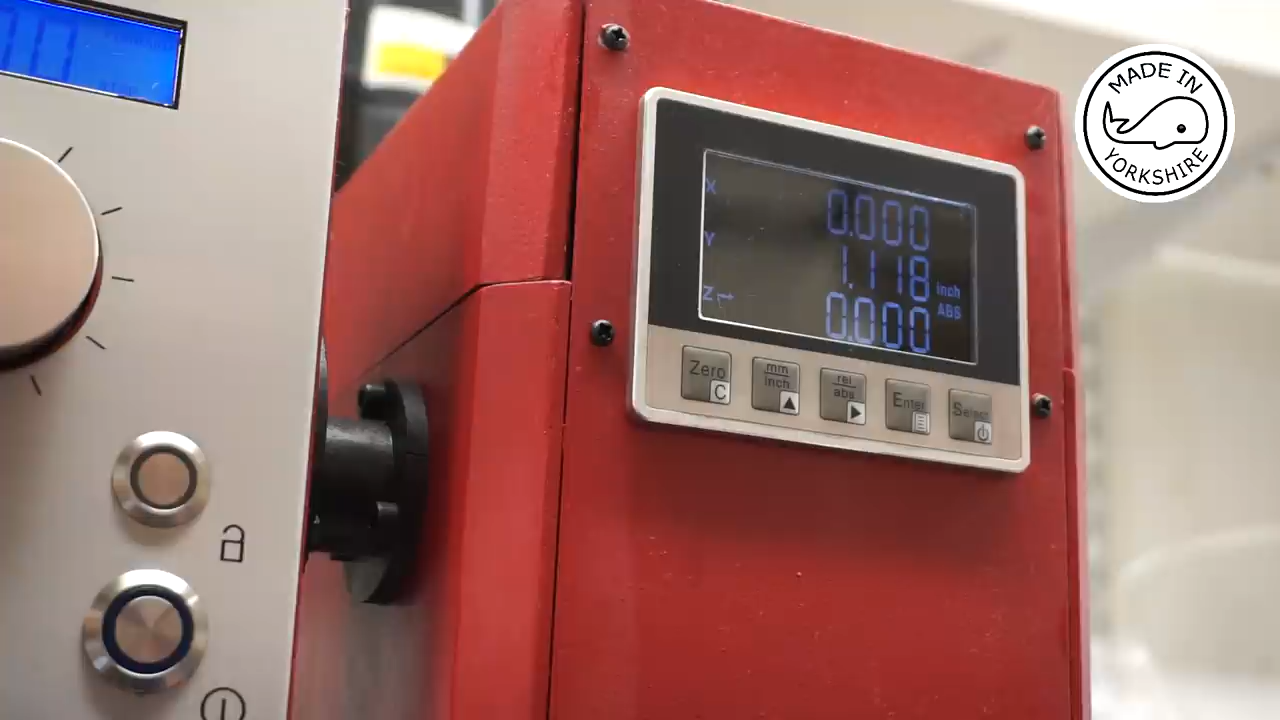 MADE IN
YORKSHIRE
X 0.000
Y 1.118 inch
Z 0.000 ABS
Zero C
mm
inch
rel
abs
Enter
Select